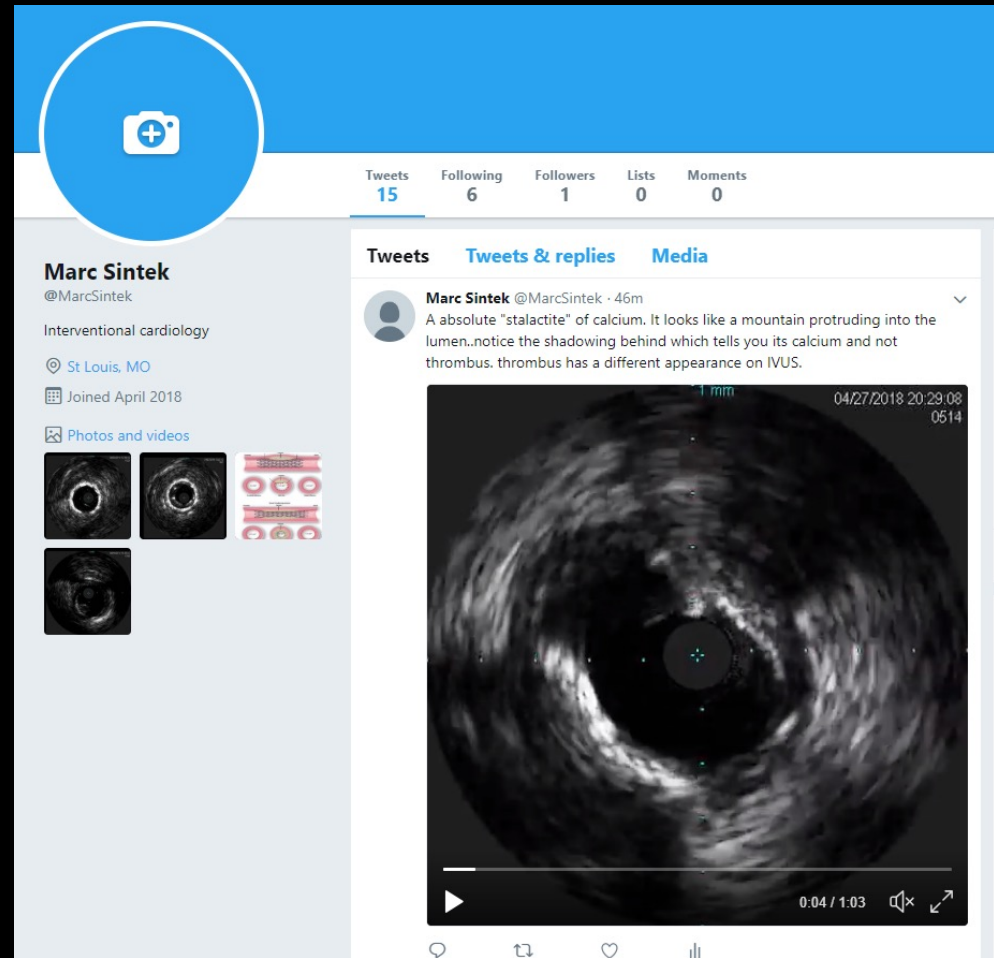 Tweets Following Followers Lists Moments
15 6 1 0 0
Marc Sintek
@MarcSintek
Interventional cardiology
St Louis, MO
Joined April 2018
Photos and videos
Tweets Tweets & replies Media
Marc Sintek @MarcSintek · 46m
A absolute "stalactite" of calcium. It looks like a mountain protruding into the
lumen..notice the shadowing behind which tells you its calcium and not
thrombus. thrombus has a different appearance on IVUS.
1 mm
04/27/2018 20:29:08
0514
0:04 / 1:03